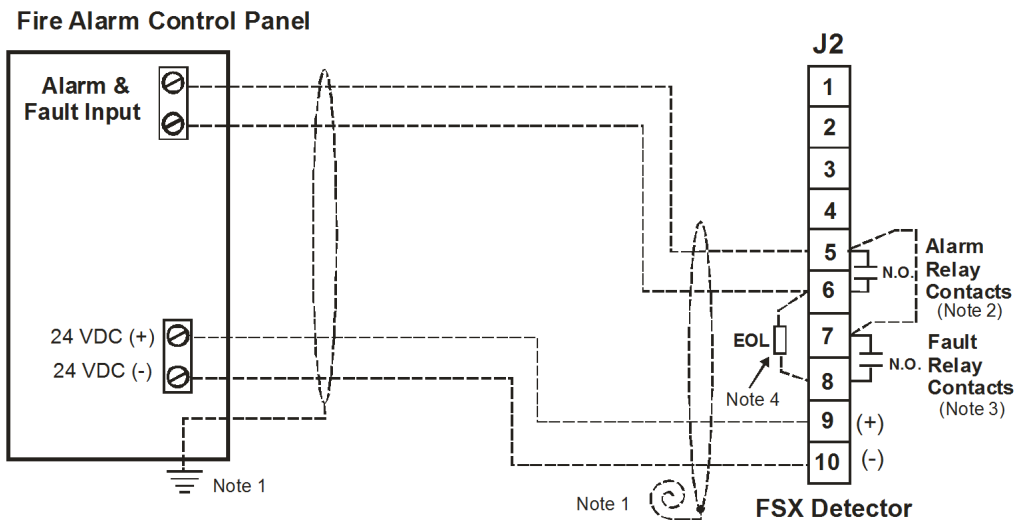 Fire Alarm Control Panel
Alarm &
Fault Input
24 VDC (+)
24 VDC (-)
Note 1
J2
1
2
3
4
5
6
7
8
9
10
(+)
(-)
N.O.
Alarm
Relay
Contacts
(Note 2)
N.O.
Fault
Relay
Contacts
(Note 3)
EOL
Note 4
Note 1
FSX Detector